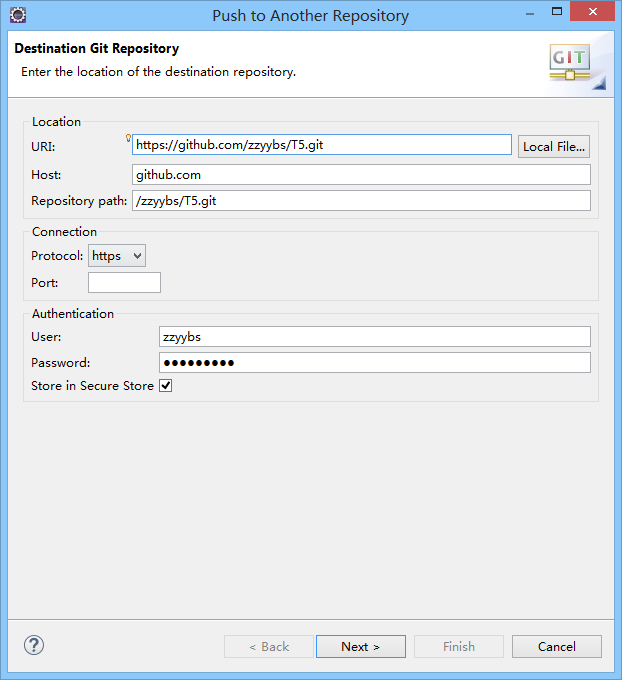 Push to Another Repository
Destination Git Repository
Enter the location of the destination repository.
GIT
Location
URI: https://github.com/zzyybs/T5.git Local File...
Host: github.com
Repository path: /zzyybs/T5.git
Connection
Protocol: https
Port:
Authentication
User: zzyybs
Password: ●●●●●●●●●
Store in Secure Store
< Back Next > Finish Cancel